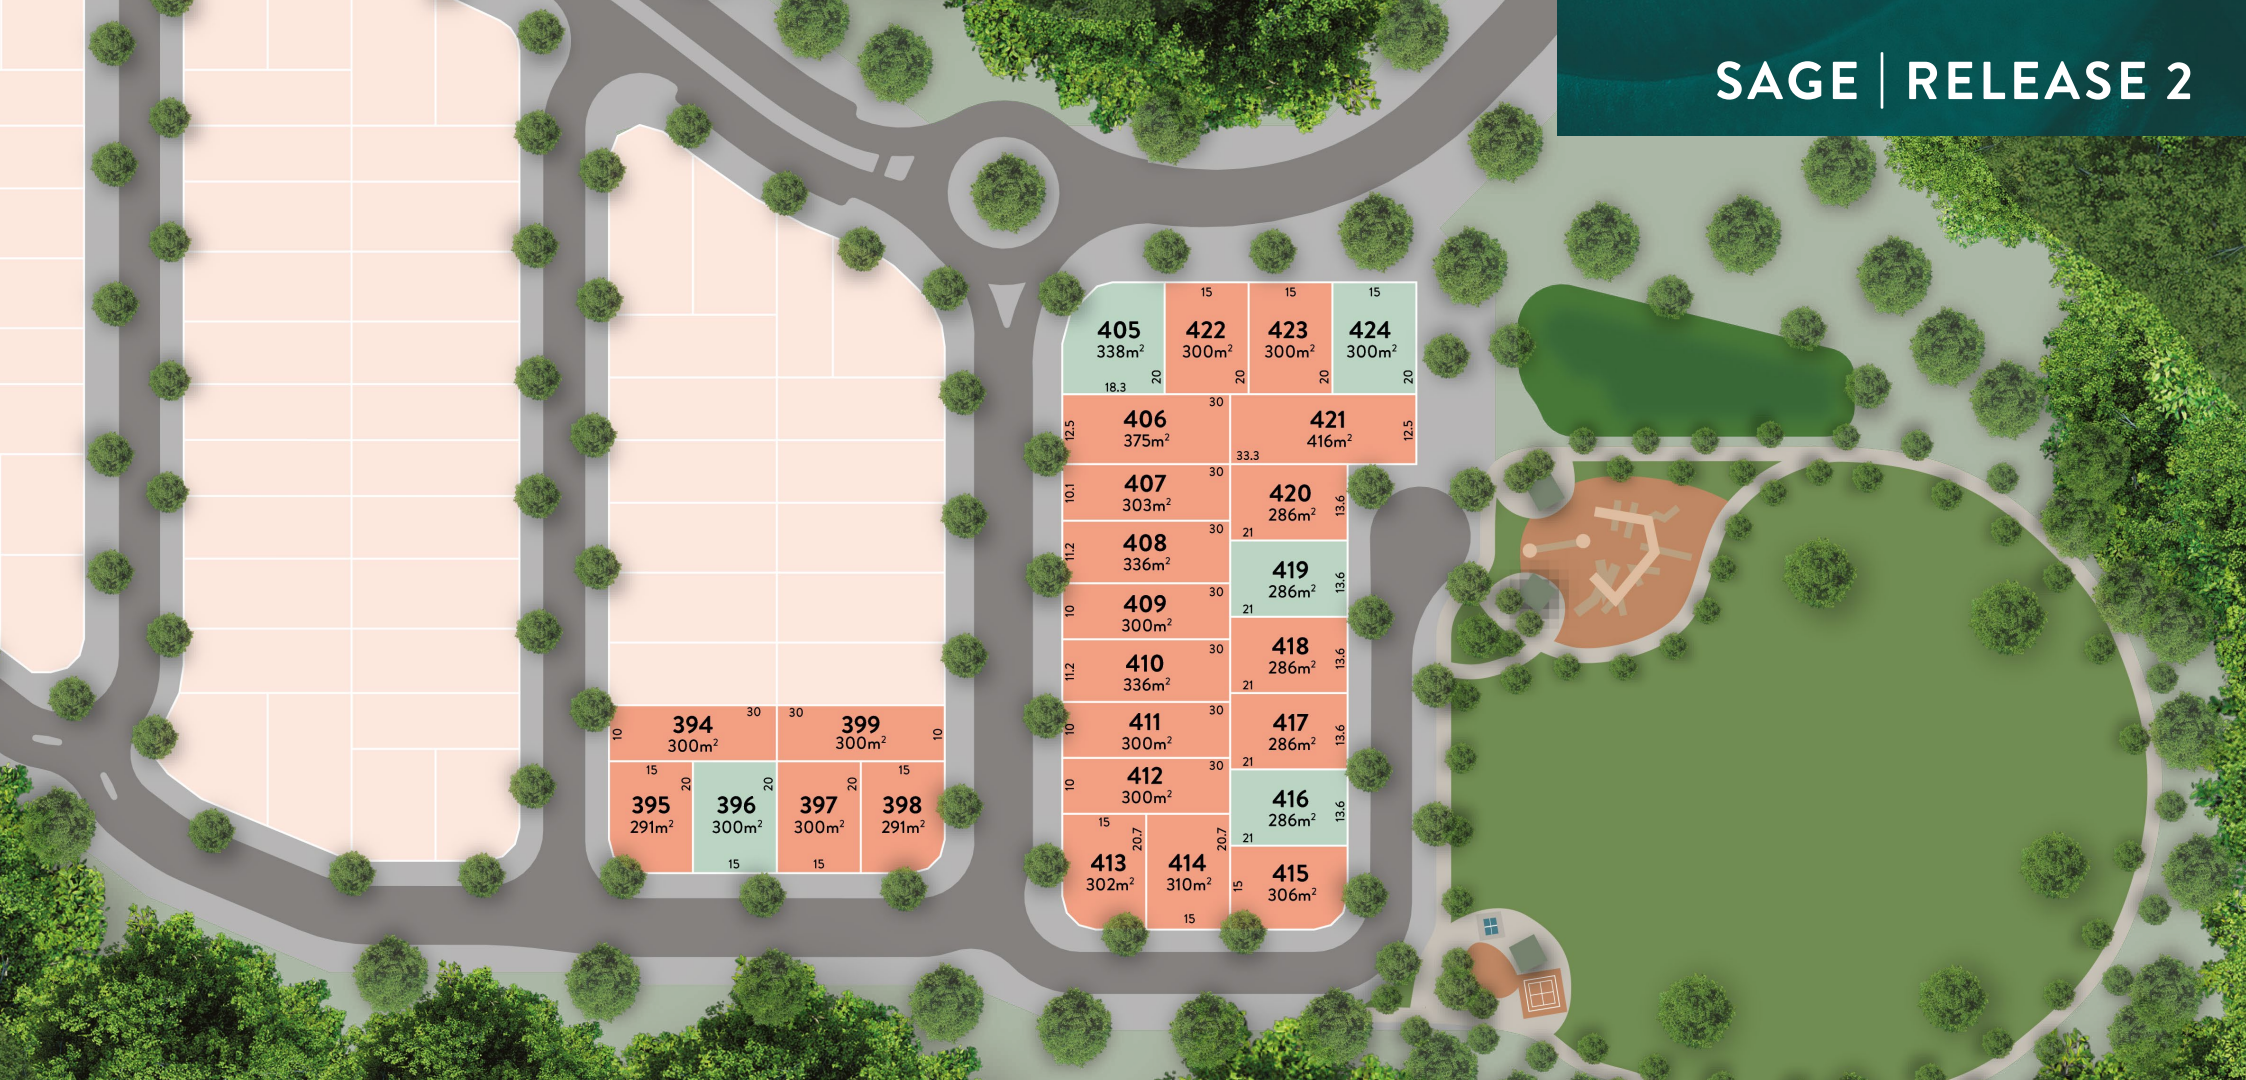 SAGE | RELEASE 2
15
15
15
405
338m²
18.3
20
422
300m²
20
423
300m²
20
424
300m²
20
30
12.5
406
375m²
421
416m²
33.3
12.5
30
10.1
407
303m²
420
286m²
21
13.6
30
11.2
408
336m²
419
286m²
21
13.6
30
10
409
300m²
418
286m²
21
13.6
30
11.2
410
336m²
417
286m²
21
13.6
30
10
411
300m²
30
10
412
300m²
416
286m²
21
13.6
15
20.7
413
302m²
20.7
414
310m²
15
15
415
306m²
30
10
394
300m²
30
399
300m²
10
15
20
395
291m²
20
396
300m²
15
20
397
300m²
15
15
398
291m²